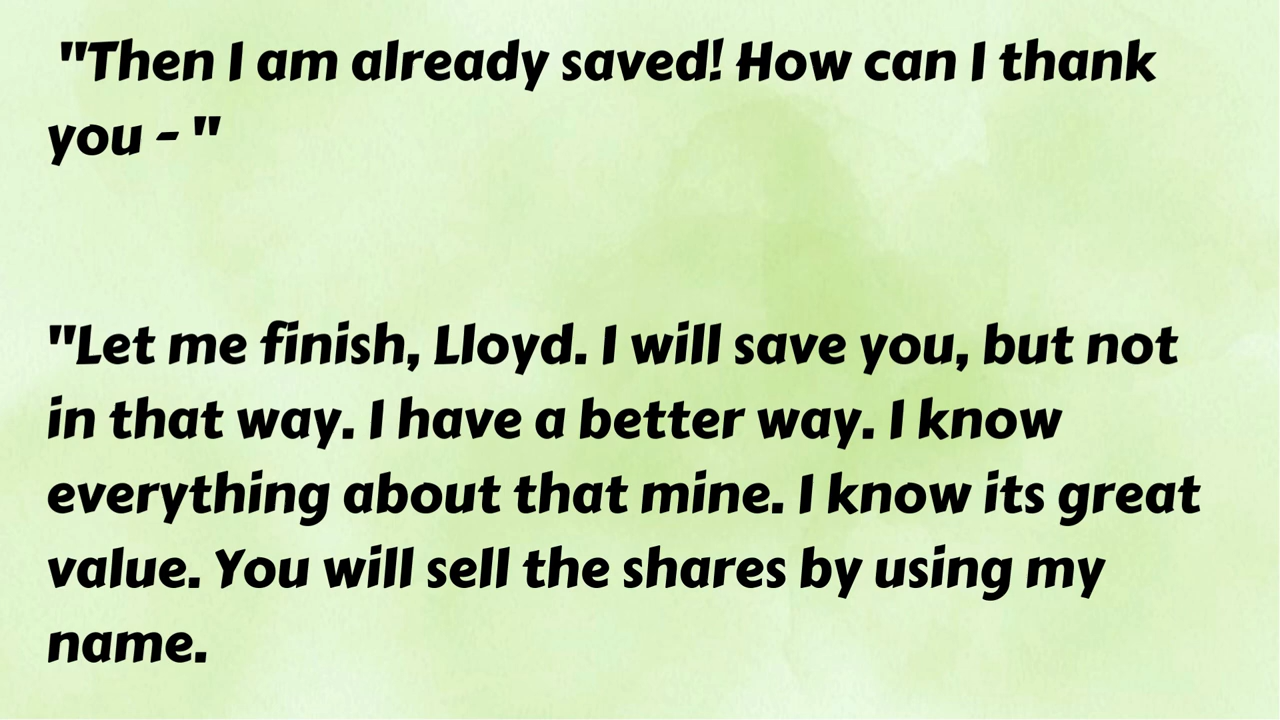 "Then I am already saved! How can I thank
you - "
"Let me finish, Lloyd. I will save you, but not
in that way. I have a better way. I know
everything about that mine. I know its great
value. You will sell the shares by using my
name.